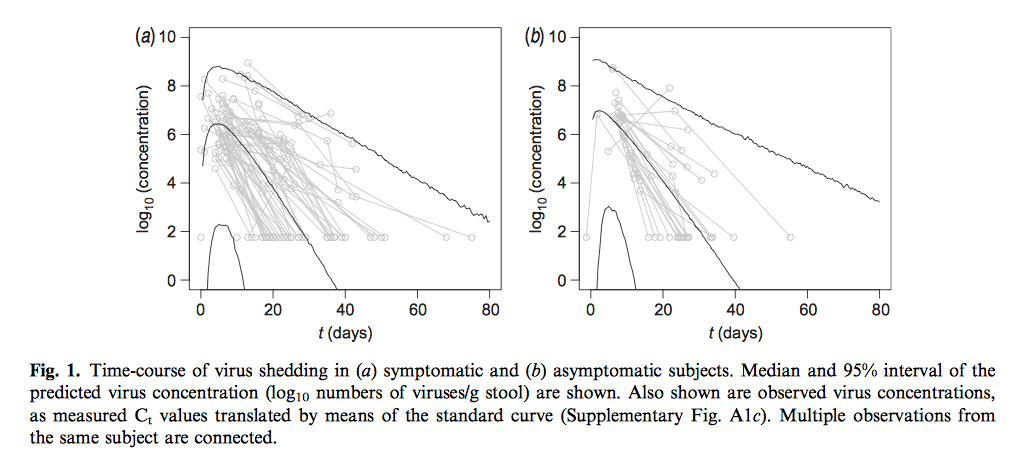 (a) 10
8
6
4
2
0
log10 (concentration)
0 20 40 60 80
t (days)
(b) 10
8
6
4
2
0
log10 (concentration)
0 20 40 60 80
t (days)
Fig. 1. Time-course of virus shedding in (a) symptomatic and (b) asymptomatic subjects. Median and 95% interval of the
predicted virus concentration (log10 numbers of viruses/g stool) are shown. Also shown are observed virus concentrations,
as measured Ct values translated by means of the standard curve (Supplementary Fig. A1c). Multiple observations from
the same subject are connected.